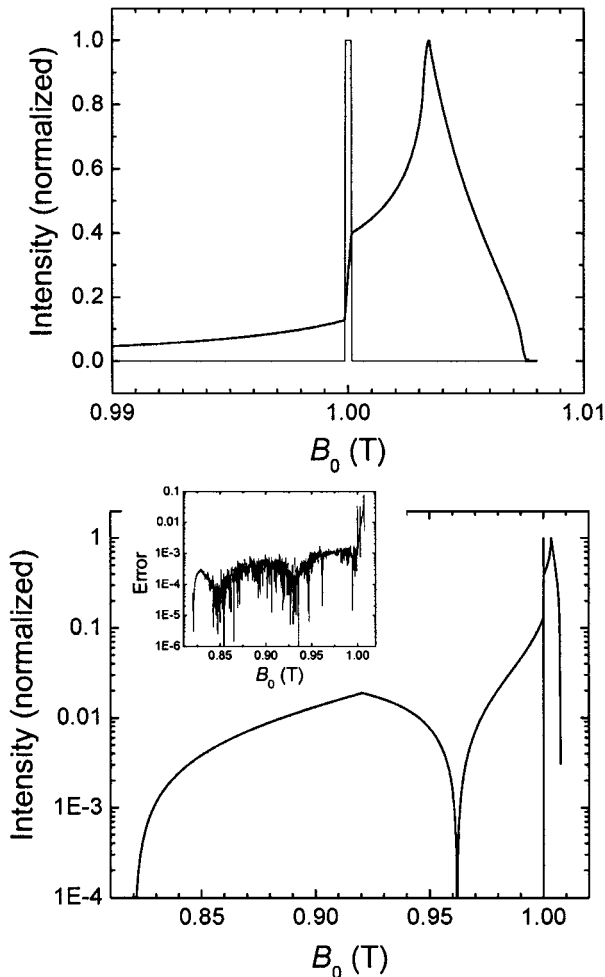 Intensity (normalized)
1.0
0.8
0.6
0.4
0.2
0.0
0.99
1.00
1.01
B0 (T)
Intensity (normalized)
1
0.1
0.01
1E-3
1E-4
0.85
0.90
0.95
1.00
B0 (T)
Error
0.1
0.01
1E-3
1E-4
1E-5
1E-6
0.85
0.90
0.95
1.00
B0 (T)